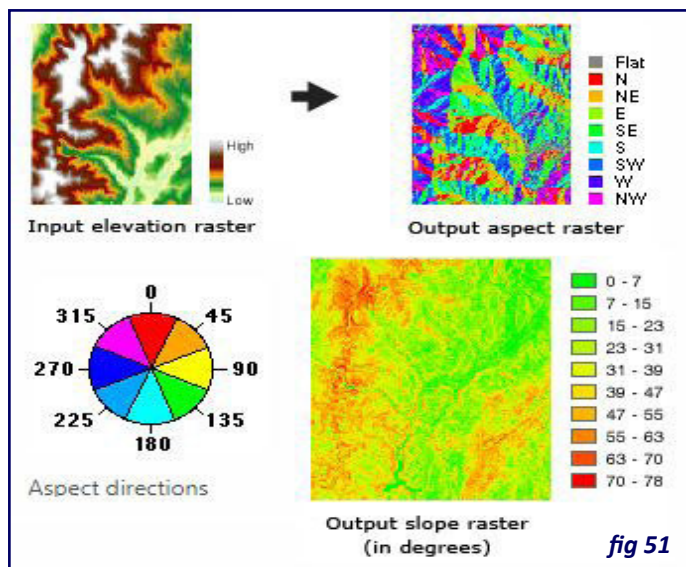 High
Low
Input elevation raster
Flat
N
NE
E
SE
S
SW
W
NW
Output aspect raster
0
45
90
135
180
225
270
315
Aspect directions
0 - 7
7 - 15
15 - 23
23 - 31
31 - 39
39 - 47
47 - 55
55 - 63
63 - 70
70 - 78
Output slope raster
(in degrees)
fig 51